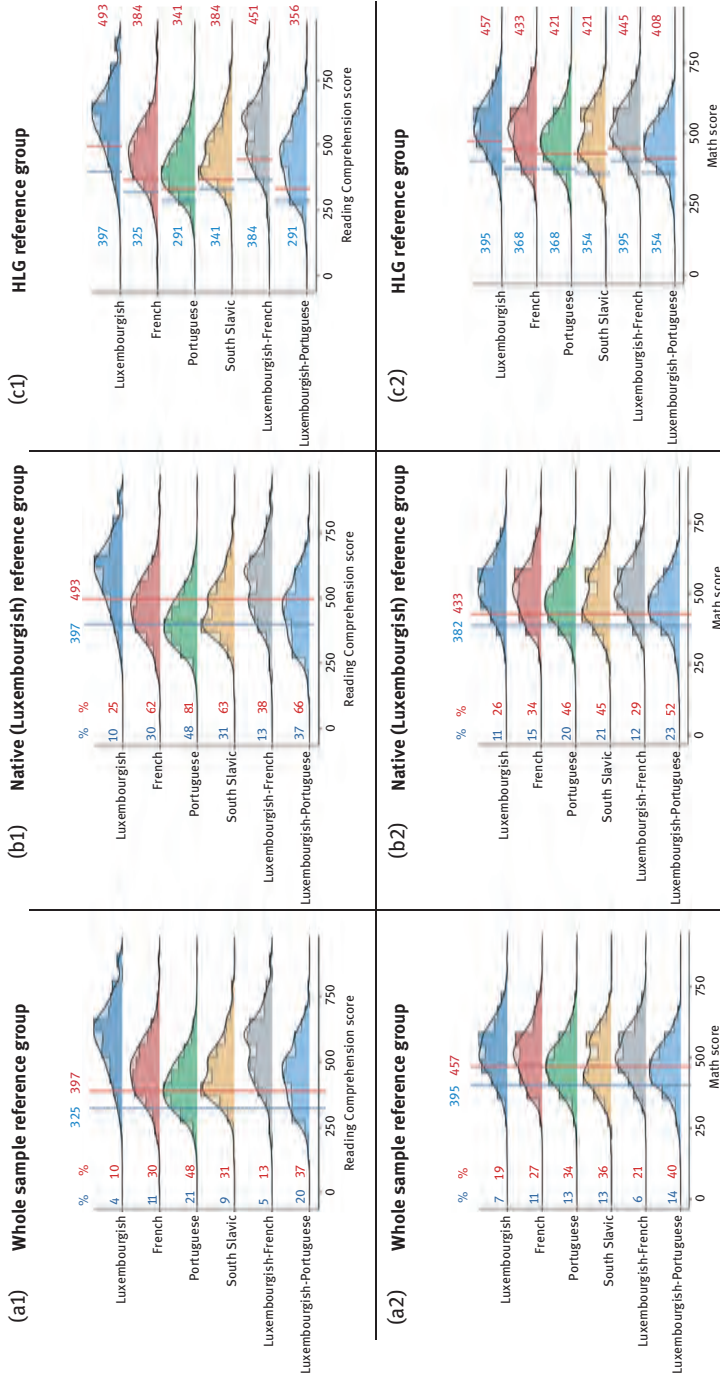 (a1) Whole sample reference group
325 397
% %
Luxembourgish 4 10
French 11 30
Portuguese 21 48
South Slavic 9 31
Luxembourgish-French 5 13
Luxembourgish-Portuguese 20 37
0 250 500 750
Reading Comprehension score
(b1) Native (Luxembourgish) reference group
397 493
% %
Luxembourgish 10 25
French 30 62
Portuguese 48 81
South Slavic 31 63
Luxembourgish-French 13 38
Luxembourgish-Portuguese 37 66
0 250 500 750
Reading Comprehension score
(c1) HLG reference group
Luxembourgish 397 493
French 325 384
Portuguese 291 341
South Slavic 341 384
Luxembourgish-French 384 451
Luxembourgish-Portuguese 291 356
0 250 500 750
Reading Comprehension score
(a2) Whole sample reference group
395 457
% %
Luxembourgish 7 19
French 11 27
Portuguese 13 34
South Slavic 13 36
Luxembourgish-French 6 21
Luxembourgish-Portuguese 14 40
0 250 500 750
Math score
(b2) Native (Luxembourgish) reference group
382 433
% %
Luxembourgish 11 26
French 15 34
Portuguese 20 46
South Slavic 21 45
Luxembourgish-French 12 29
Luxembourgish-Portuguese 23 52
0 250 500 750
Math score
(c2) HLG reference group
Luxembourgish 395 457
French 368 433
Portuguese 368 421
South Slavic 354 421
Luxembourgish-French 395 445
Luxembourgish-Portuguese 354 408
0 250 500 750
Math score